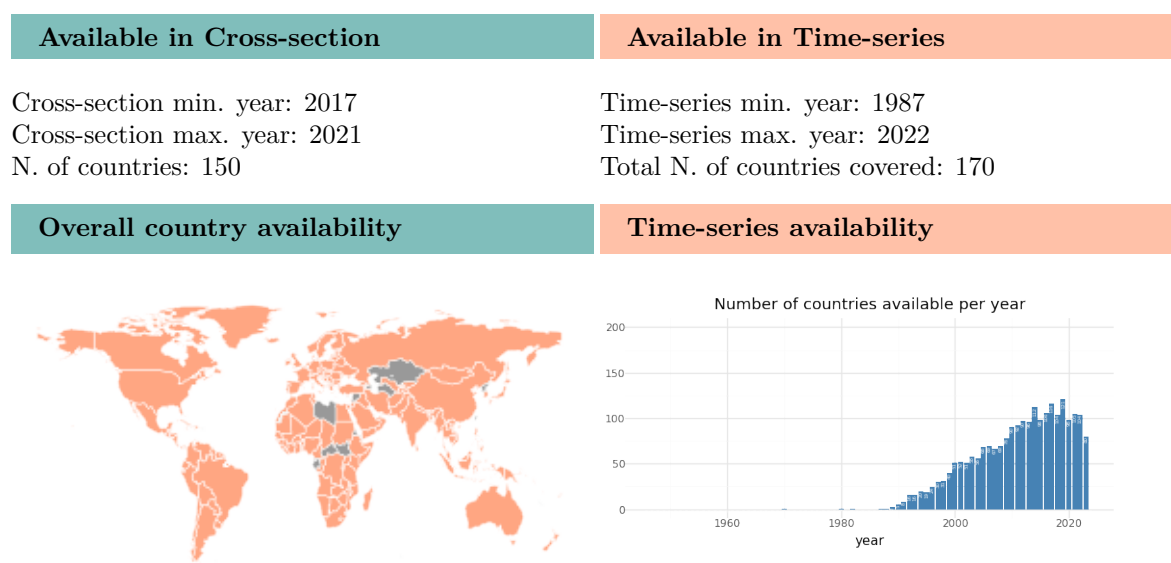 Available in Cross-section
Cross-section min. year: 2017
Cross-section max. year: 2021
N. of countries: 150
Available in Time-series
Time-series min. year: 1987
Time-series max. year: 2022
Total N. of countries covered: 170
Overall country availability
Time-series availability
Number of countries available per year
200
150
100
50
0
1960
1980
2000
2020
year